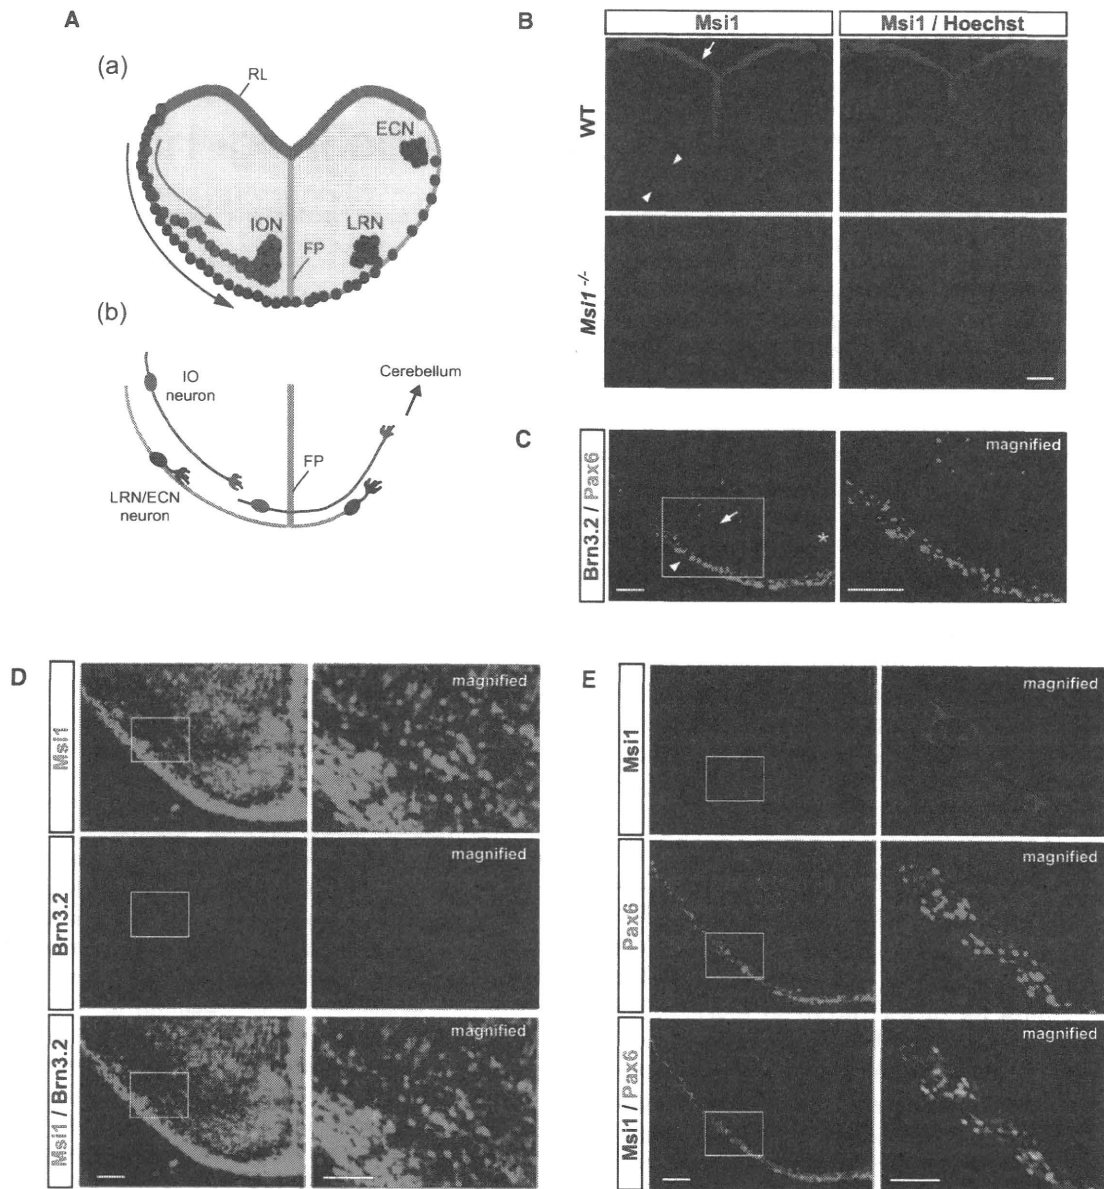 A
(a)
RL
ECN
ION
LRN
FP
(b)
IO
neuron
Cerebellum
FP
LRN/ECN
neuron
B
Msi1
Msi1 / Hoechst
WT
Msi1-/-
C
Brn3.2 / Pax6
magnified
*
D
Msi1
magnified
Brn3.2
magnified
Msi1 / Brn3.2
magnified
E
Msi1
magnified
Pax6
magnified
Msi1 / Pax6
magnified